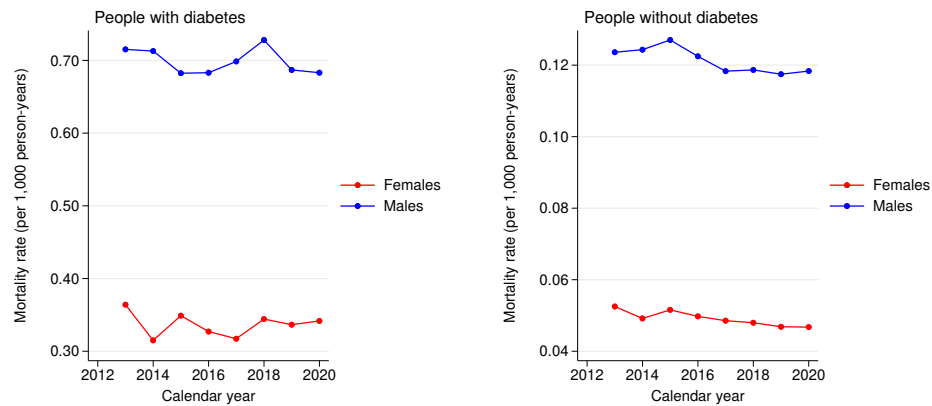 People with diabetes
Mortality rate (per 1,000 person-years)
0.70
0.60
0.50
0.40
0.30
2012 2014 2016 2018 2020
Calendar year
Females
Males
People without diabetes
Mortality rate (per 1,000 person-years)
0.12
0.10
0.08
0.06
0.04
2012 2014 2016 2018 2020
Calendar year
Females
Males